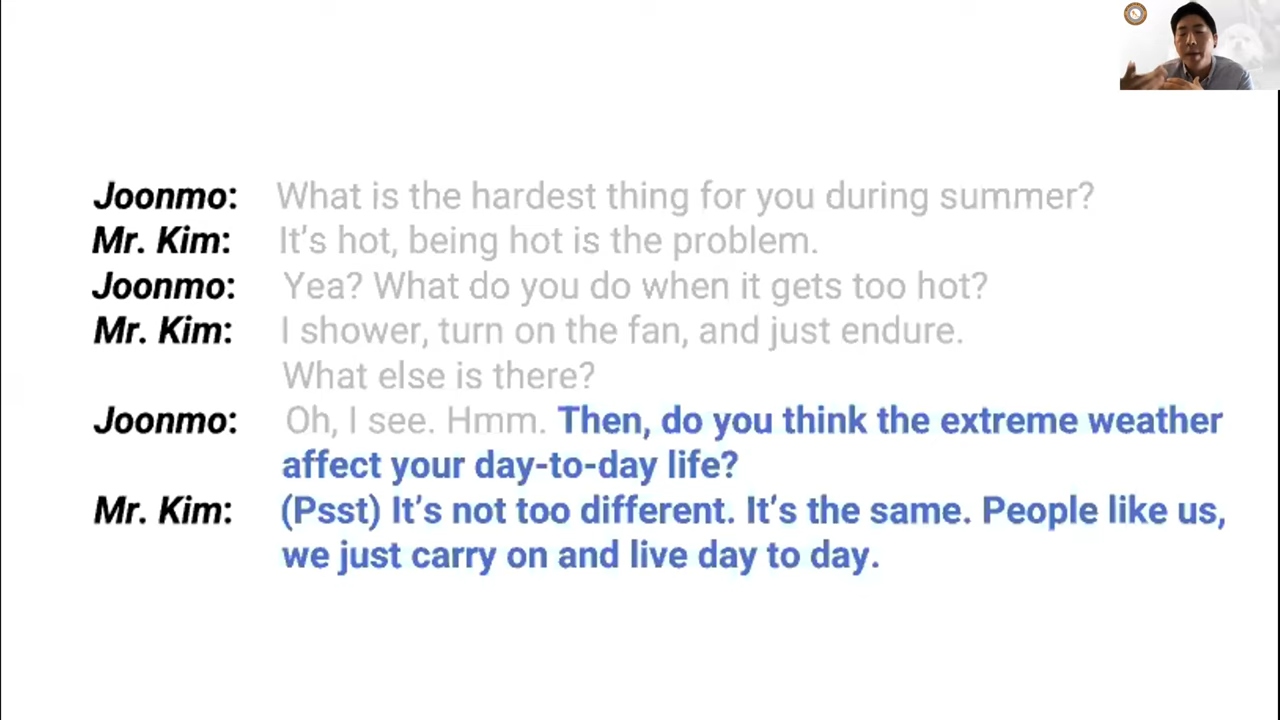 Joonmo: What is the hardest thing for you during summer?
Mr. Kim: It's hot, being hot is the problem.
Joonmo: Yea? What do you do when it gets too hot?
Mr. Kim: I shower, turn on the fan, and just endure.
What else is there?
Joonmo: Oh, I see. Hmm. Then, do you think the extreme weather
affect your day-to-day life?
Mr. Kim: (Psst) It's not too different. It's the same. People like us,
we just carry on and live day to day.